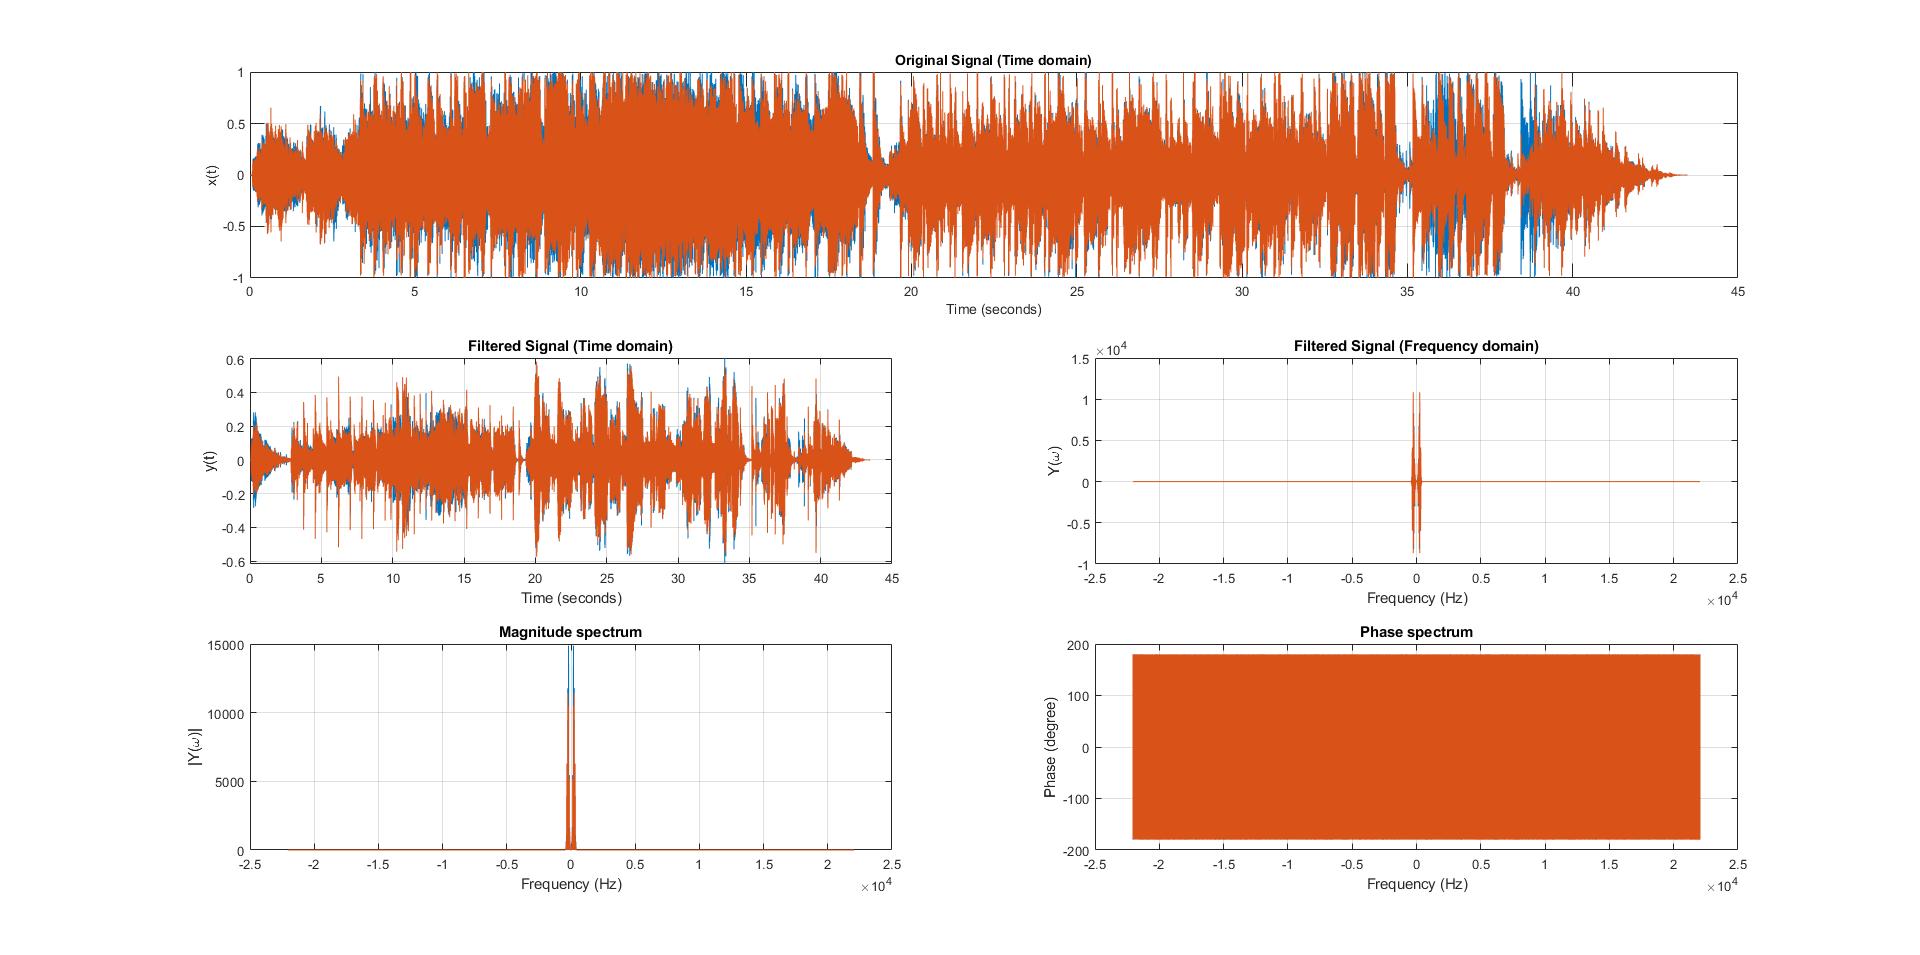 Original Signal (Time domain)
1
0.5
0
-0.5
-1
x(t)
0 5 10 15 20 25 30 35 40 45
Time (seconds)
Filtered Signal (Time domain)
0.6
0.4
0.2
0
-0.2
-0.4
-0.6
y(t)
0 5 10 15 20 25 30 35 40 45
Time (seconds)
Filtered Signal (Frequency domain)
×10^4
1.5
1
0.5
0
-0.5
-1
Y(ω)
-2.5 -2 -1.5 -1 -0.5 0 0.5 1 1.5 2 2.5
Frequency (Hz)
×10^4
Magnitude spectrum
15000
10000
5000
0
|Y(ω)|
-2.5 -2 -1.5 -1 -0.5 0 0.5 1 1.5 2 2.5
Frequency (Hz)
×10^4
Phase spectrum
200
100
0
-100
-200
Phase (degree)
-2.5 -2 -1.5 -1 -0.5 0 0.5 1 1.5 2 2.5
Frequency (Hz)
×10^4